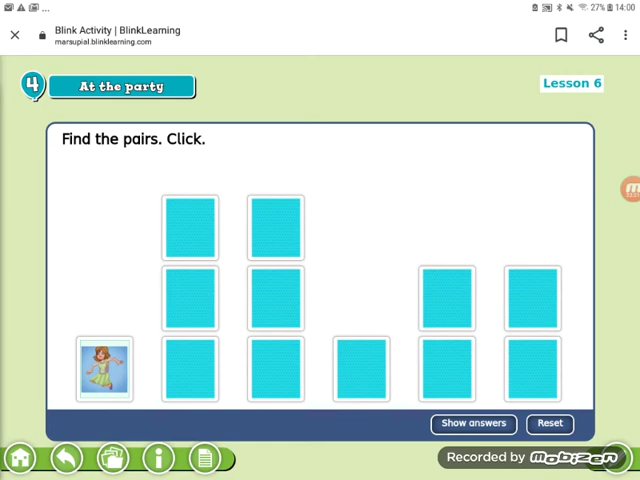 27% 14:00
Blink Activity | BlinkLearning
marsupial.blinklearning.com
4 At the party
Lesson 6
Find the pairs. Click.
Show answers Reset
Recorded by Mobizen